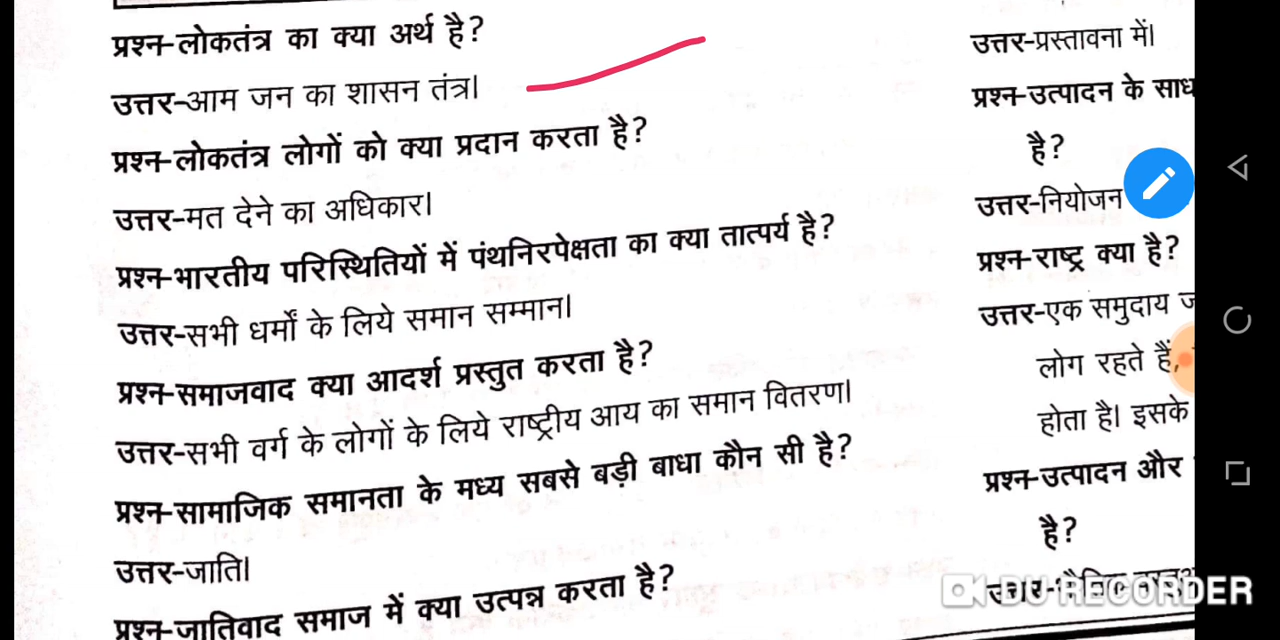 प्रश्न-लोकतंत्र का क्या अर्थ है?
उत्तर-आम जन का शासन तंत्र।
प्रश्न-लोकतंत्र लोगों को क्या प्रदान करता है?
उत्तर-मत देने का अधिकार।
प्रश्न-भारतीय परिस्थितियों में पंथनिरपेक्षता का क्या तात्पर्य है?
उत्तर-सभी धर्मों के लिये समान सम्मान।
प्रश्न-समाजवाद क्या आदर्श प्रस्तुत करता है?
उत्तर-सभी वर्ग के लोगों के लिये राष्ट्रीय आय का समान वितरण।
प्रश्न-सामाजिक समानता के मध्य सबसे बड़ी बाधा कौन सी है?
उत्तर-जाति।
प्रश्न-जातिवाद समाज में क्या उत्पन्न करता है?
उत्तर-प्रस्तावना में।
प्रश्न-उत्पादन के
है?
उत्तर-नियोजन
प्रश्न-राष्ट्र क्या है?
उत्तर-एक समुदाय
लोग रहते हैं,
होता है। इसके
प्रश्न-उत्पादन और
है?
उत्तर-
DU RECORDER